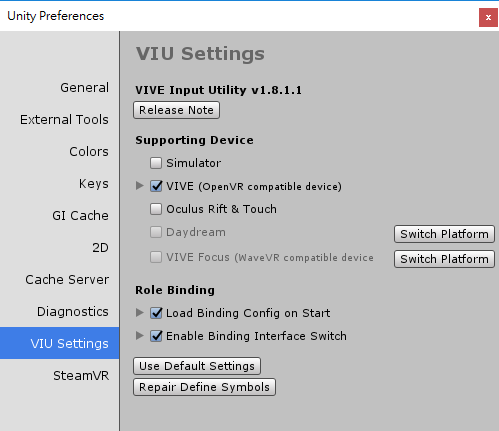 Unity Preferences
x
General
External Tools
Colors
Keys
GI Cache
2D
Cache Server
Diagnostics
VIU Settings
SteamVR
VIU Settings
VIVE Input Utility v1.8.1.1
Release Note
Supporting Device
Simulator
VIVE (OpenVR compatible device)
Oculus Rift & Touch
Daydream Switch Platform
VIVE Focus (WaveVR compatible device Switch Platform
Role Binding
Load Binding Config on Start
Enable Binding Interface Switch
Use Default Settings
Repair Define Symbols